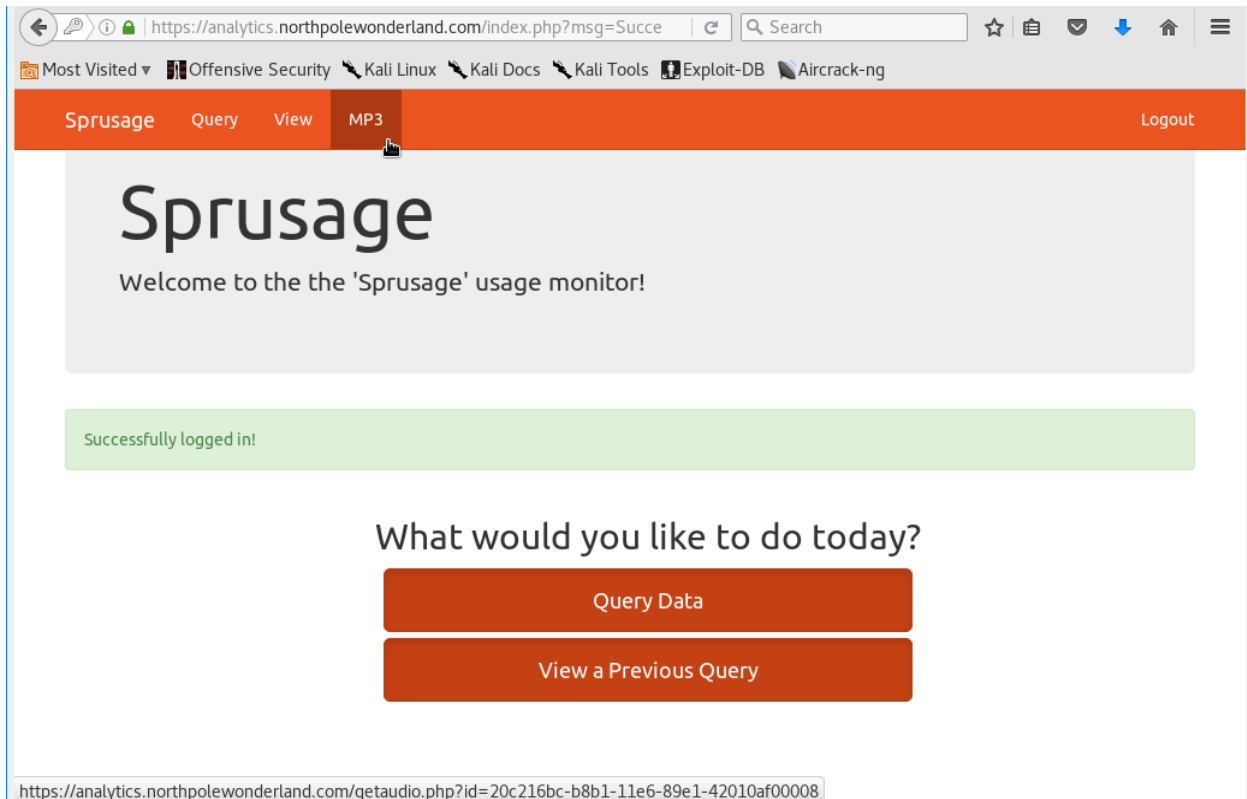 https://analytics.northpolewonderland.com/index.php?msg=Succe Search
Most Visited Offensive Security Kali Linux Kali Docs Kali Tools Exploit-DB Aircrack-ng
Sprusage Query View MP3 Logout
Sprusage
Welcome to the the 'Sprusage' usage monitor!
Successfully logged in!
What would you like to do today?
Query Data
View a Previous Query
https://analytics.northpolewonderland.com/getaudio.php?id=20c216bc-b8b1-11e6-89e1-42010af00008